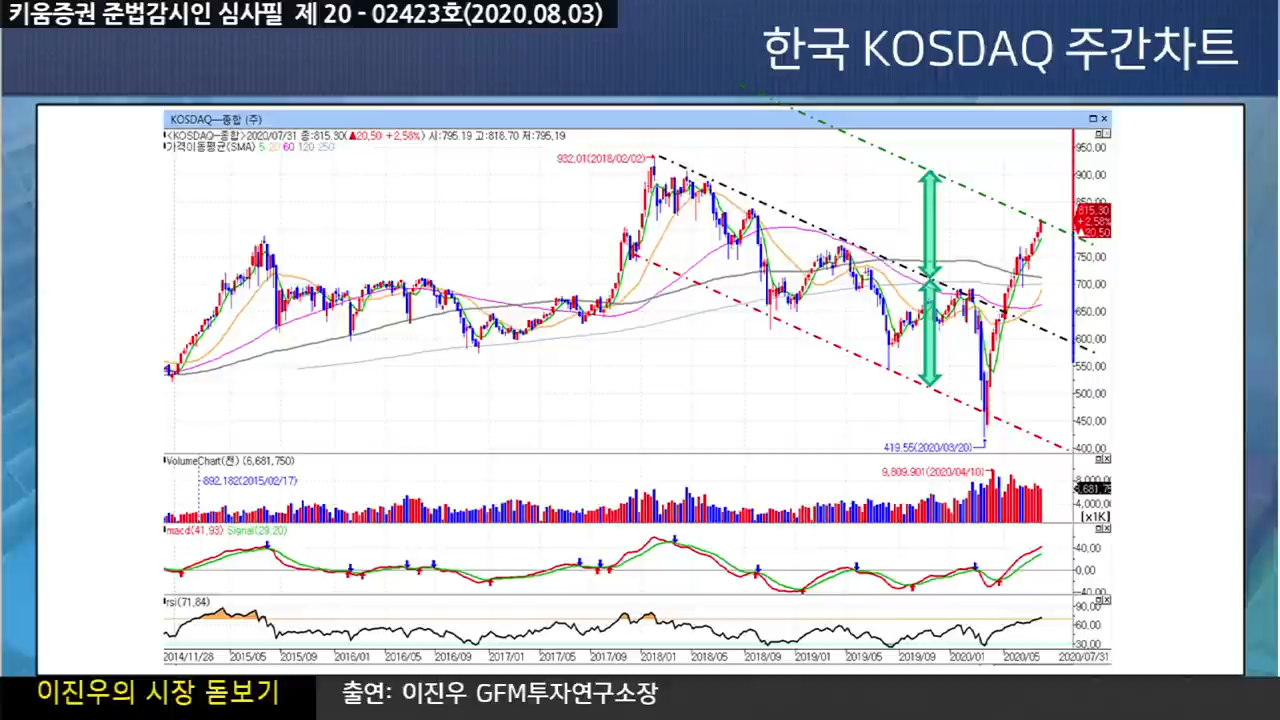 키움증권 준법감시인 심사필 제 20 - 02423호(2020.08.03)
한국 KOSDAQ 주간차트
KOSDAQ—종합 (주)
<KOSDAQ-종합>2020/07/31 종:815.30(▲20.50 +2.58%) 시:795.19 고:818.70 저:795.19
가격이동평균(SMA) 5 20 60 120 250
932.01(2018/02/02)
950.00
900.00
850.00
815.30
+2.58%
▲20.50
750.00
700.00
650.00
600.00
550.00
500.00
450.00
400.00
419.55(2020/03/20)
VolumeChart(전) (6,681,750)
892,182(2015/02/17)
9,809,901(2020/04/10)
4,000.0
[x1K]
macd(41.93) Signal(29.20)
40.00
0.00
-40.00
rsi(71.84)
90.00
60.00
30.00
2014/11/28 2015/05 2015/09 2016/01 2016/05 2016/09 2017/01 2017/05 2017/09 2018/01 2018/05 2018/09 2019/01 2019/05 2019/09 2020/01 2020/05 2020/07/31
이진우의 시장 돋보기
출연: 이진우 GFM투자연구소장